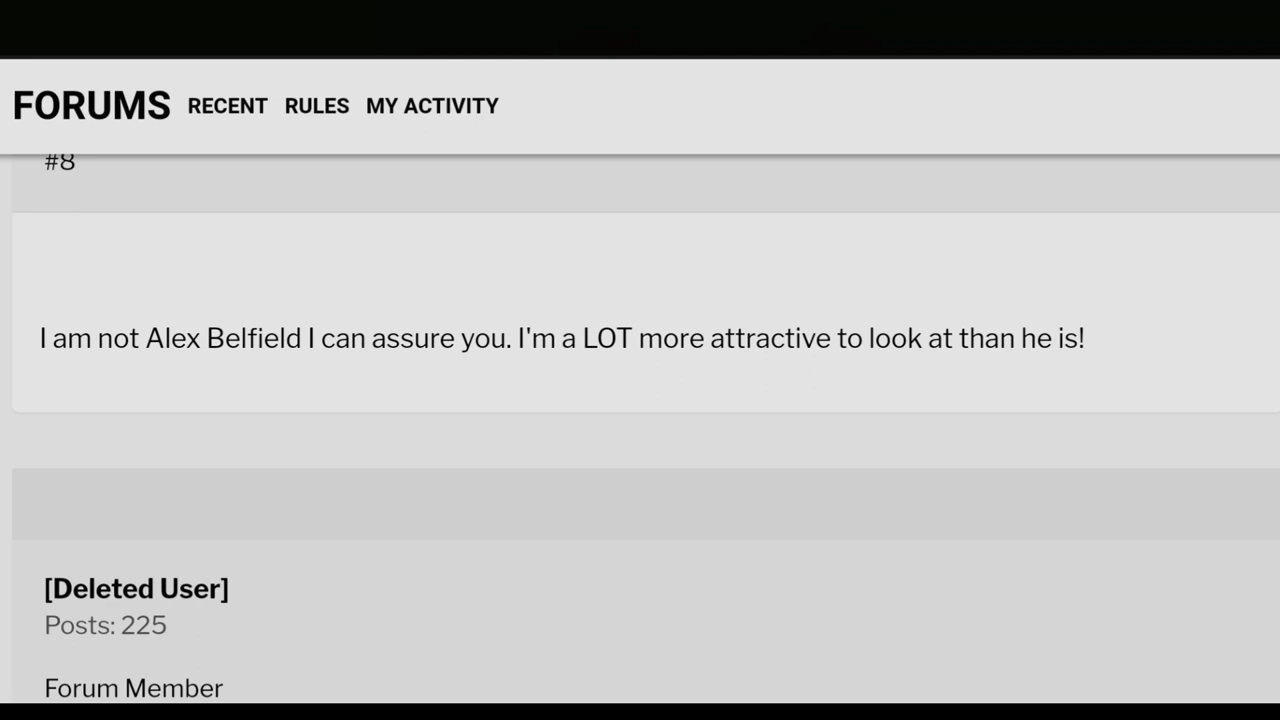 FORUMS RECENT RULES MY ACTIVITY
#8
I am not Alex Belfield I can assure you. I'm a LOT more attractive to look at than he is!
[Deleted User]
Posts: 225
Forum Member